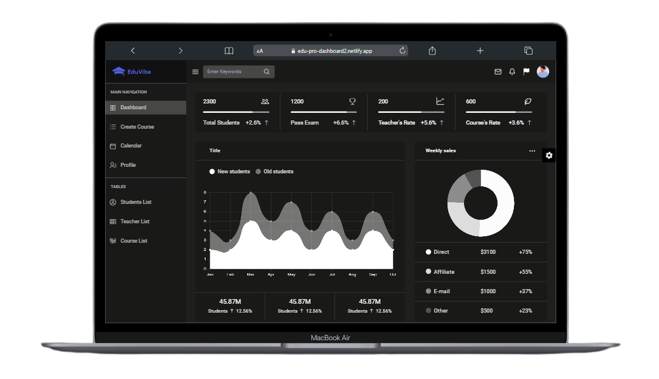 AA edu-pro-dashboard2.netlify.app
EduVibe
Enter Keywords
MAIN NAVIGATION
Dashboard
Create Course
Calendar
Profile
TABLES
Students List
Teacher List
Course List
2300
Total Students +2.6% ↑
1200
Pass Exam +6.6% ↑
200
Teacher's Rate +5.6% ↑
600
Course's Rate +3.6% ↑
Title
New students Old students
8
7
6
5
4
3
2
1
0
Jan Feb Mar Apr May Jun Jul Aug Sep Oct
45.87M
Students ↑ 12.56%
45.87M
Students ↑ 12.56%
45.87M
Students ↑ 12.56%
Weekly sales
Direct $3100 +75%
Affiliate $1500 +55%
E-mail $1000 +37%
Other $500 +23%
MacBook Air